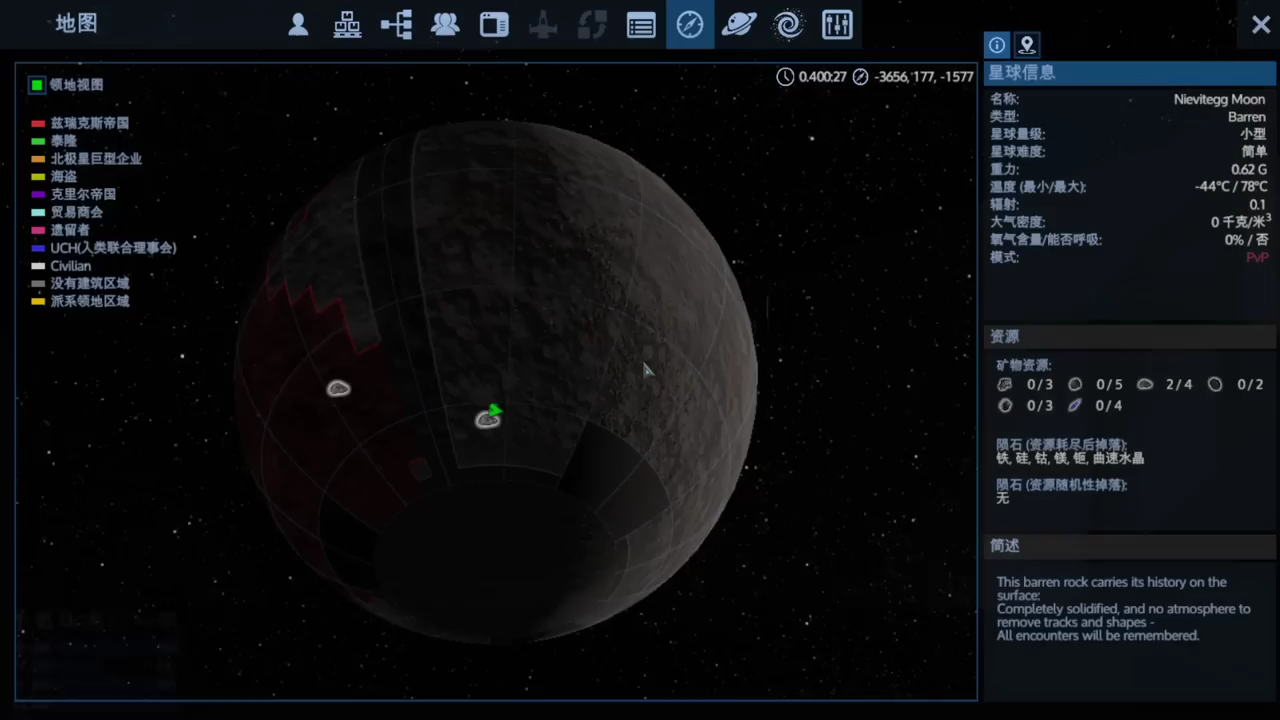 地图
领地视图
0.400:27
-3656, 177, -1577
兹瑞克斯帝国
泰隆
北极星巨型企业
海盗
克里尔帝国
贸易商会
遗留者
UCH(人类联合理事会)
Civilian
没有建筑区域
派系领地区域
星球信息
名称: Nievitegg Moon
类型: Barren
星球量级: 小型
星球难度: 简单
重力: 0.62 G
温度 (最小/最大): -44°C / 78°C
辐射: 0.1
大气密度: 0 千克/米³
氧气含量/能否呼吸: 0% / 否
模式: PvP
资源
矿物资源:
0/3 0/5 2/4 0/2
0/3 0/4
陨石 (资源耗尽后掉落):
铁, 硅, 钴, 镁, 钷, 曲速水晶
陨石 (资源随机性掉落):
无
简述
This barren rock carries its history on the
surface:
Completely solidified, and no atmosphere to
remove tracks and shapes -
All encounters will be remembered.